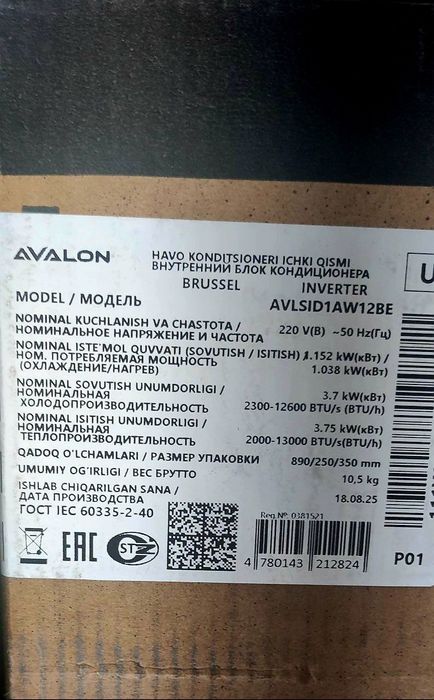 AVALON
HAVO KONDITSIONERI ICHKI QISMI
ВНУТРЕННИЙ БЛОК КОНДИЦИОНЕРА
BRUSSEL INVERTER
MODEL / МОДЕЛЬ AVLSID1AW12BE
NOMINAL KUCHLANISH VA CHASTOTA /
НОМИНАЛЬНОЕ НАПРЯЖЕНИЕ И ЧАСТОТА 220 V(В) ~50 Hz(Гц)
NOMINAL ISTE'MOL QUVVATI (SOVUTISH / ISITISH) / 1.152 kW(кВт) /
НОМ. ПОТРЕБЛЯЕМАЯ МОЩНОСТЬ
(ОХЛАЖДЕНИЕ/НАГРЕВ) 1.038 kW(кВт)
NOMINAL SOVUTISH UNUMDORLIGI /
НОМИНАЛЬНАЯ 3.7 kW(кВт)
ХОЛОДОПРОИЗВОДИТЕЛЬНОСТЬ 2300-12600 BTU/s (BTU/h)
NOMINAL ISITISH UNUMDORLIGI /
НОМИНАЛЬНАЯ 3.75 kW(кВт)
ТЕПЛОПРОИЗВОДИТЕЛЬНОСТЬ 2000-13000 BTU/s(BTU/h)
QADOQ O'LCHAMLARI / РАЗМЕР УПАКОВКИ 890/250/350 mm
UMUMIY OG'IRLIGI / ВЕС БРУТТО 10,5 kg
ISHLAB CHIQARILGAN SANA /
ДАТА ПРОИЗВОДСТВА 18.08.25
ГОСТ IEC 60335-2-40
Reg.№: 0381521
EAC
STZ
4 780143 212824
P01